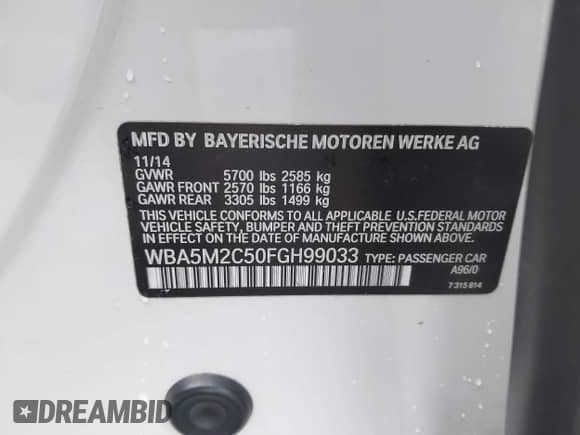 MFD BY BAYERISCHE MOTOREN WERKE AG
11/14
GVWR 5700 lbs 2585 kg
GAWR FRONT 2570 lbs 1166 kg
GAWR REAR 3305 lbs 1499 kg
THIS VEHICLE CONFORMS TO ALL APPLICABLE U.S.FEDERAL MOTOR
VEHICLE SAFETY, BUMPER AND THEFT PREVENTION STANDARDS
IN EFFECT ON THE DATE OF MANUFACTURE SHOWN ABOVE.
WBA5M2C50FGH99033 TYPE: PASSENGER CAR
A96/0
7 315 814
DREAMBID